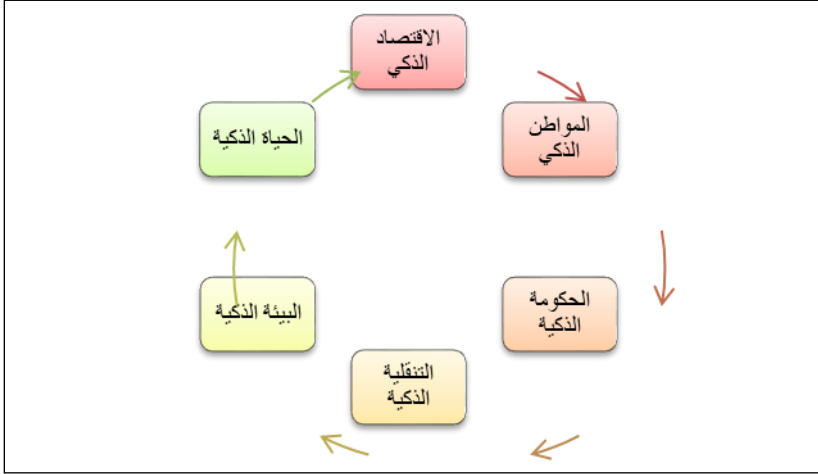 الاقتصاد
الذكي
المواطن
الذكي
الحكومة
الذكية
التنقلية
الذكية
البيئة الذكية
الحياة الذكية